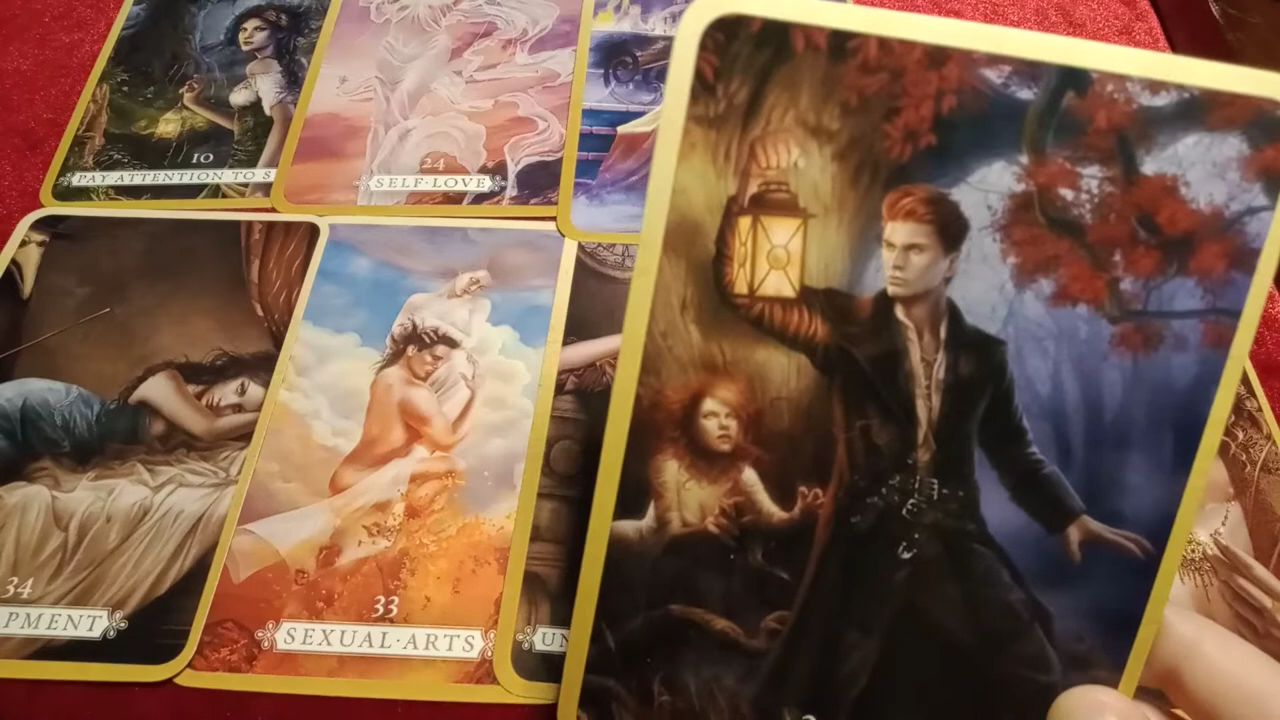 10
PAY·ATTENTION TO S
24
SELF·LOVE
34
PMENT
33
SEXUAL·ARTS
UN